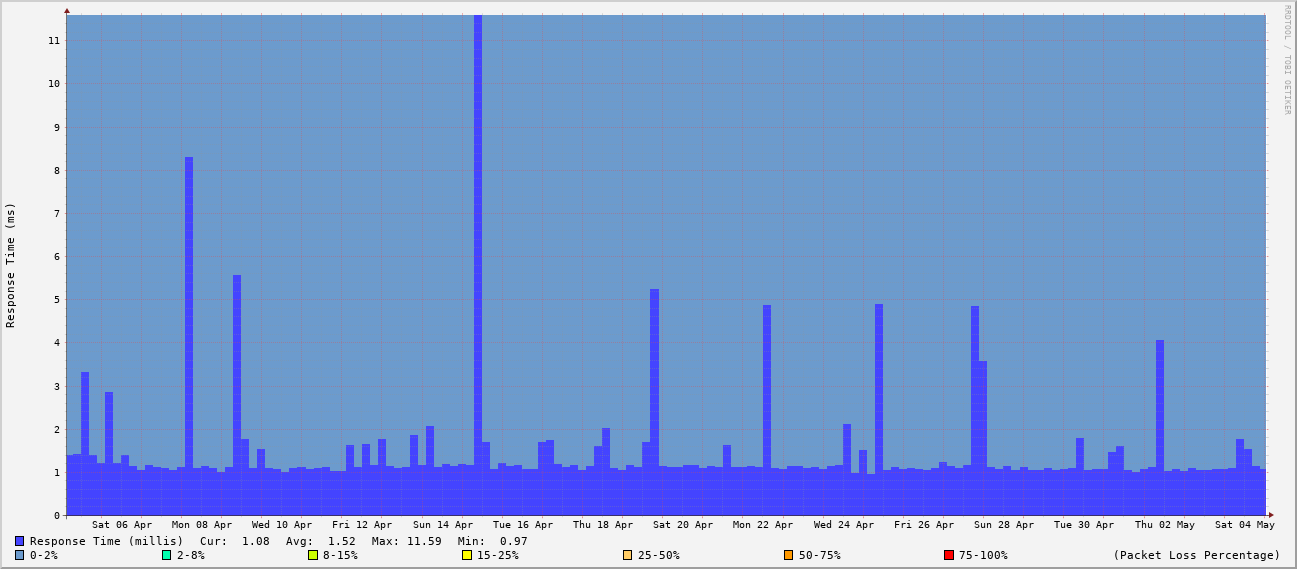 RRDTOOL / TOBI OETIKER
Response Time (ms)
11
10
9
8
7
6
5
4
3
2
1
0
Sat 06 Apr Mon 08 Apr Wed 10 Apr Fri 12 Apr Sun 14 Apr Tue 16 Apr Thu 18 Apr Sat 20 Apr Mon 22 Apr Wed 24 Apr Fri 26 Apr Sun 28 Apr Tue 30 Apr Thu 02 May Sat 04 May
Response Time (millis) Cur: 1.08 Avg: 1.52 Max: 11.59 Min: 0.97
0-2% 2-8% 8-15% 15-25% 25-50% 50-75% 75-100% (Packet Loss Percentage)